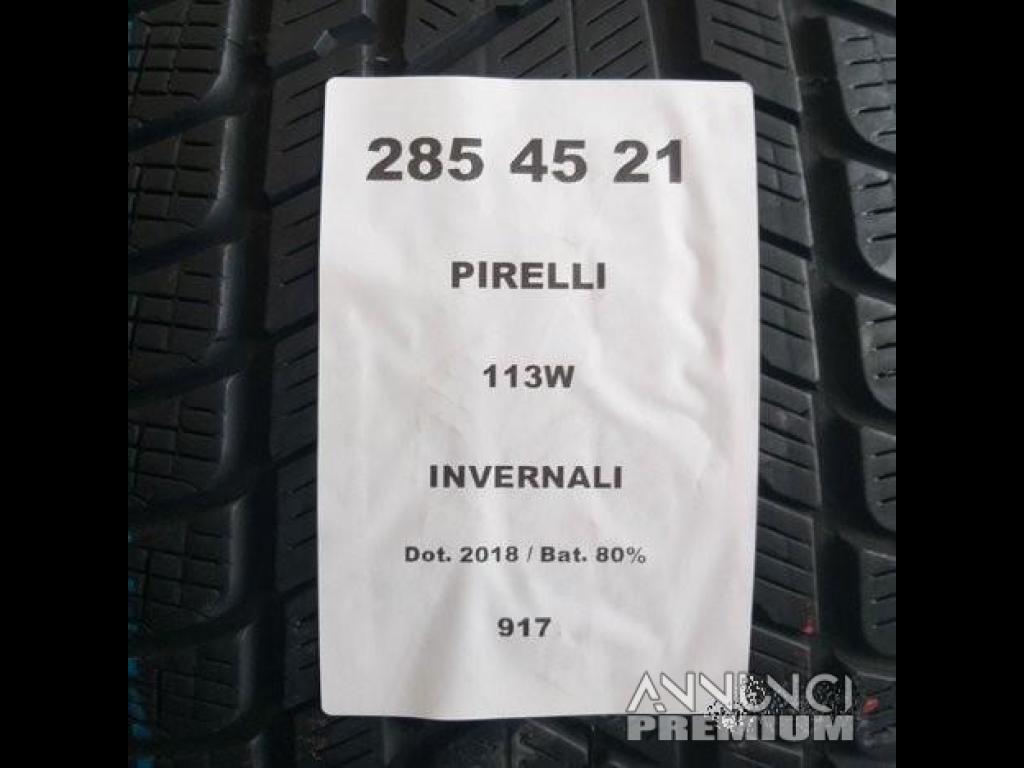 285 45 21
PIRELLI
113W
INVERNALI
Dot. 2018 / Bat. 80%
917
ANNUNCI
PREMIUM